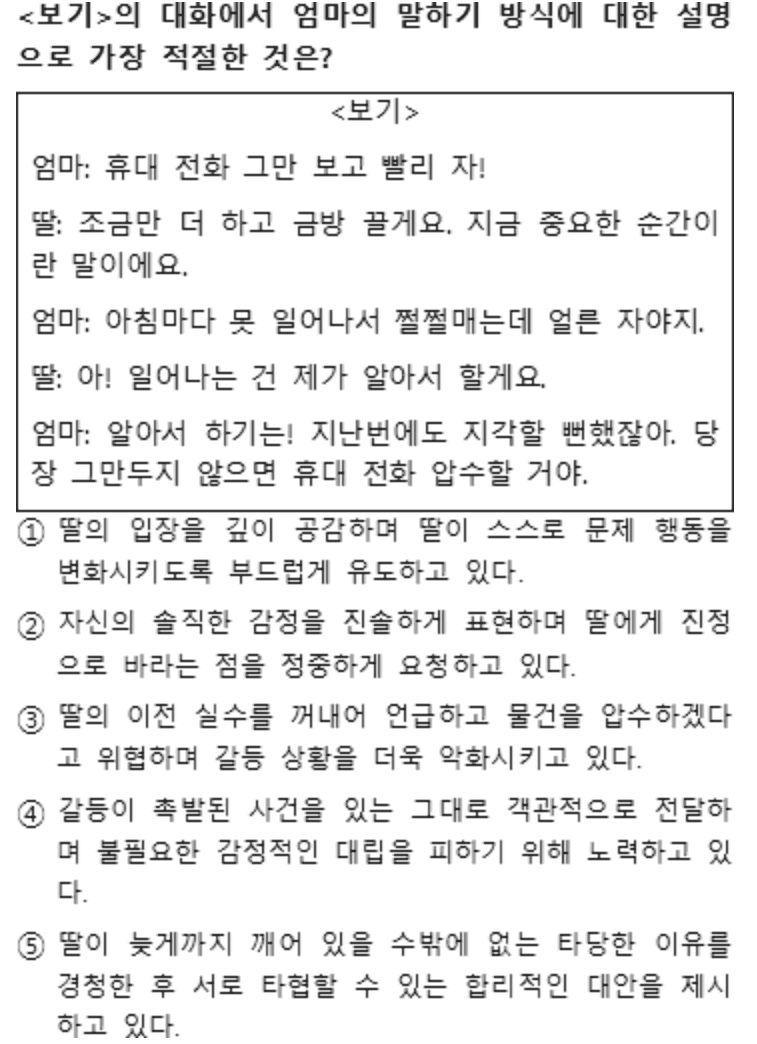 <보기>의 대화에서 엄마의 말하기 방식에 대한 설명
으로 가장 적절한 것은?
<보기>
엄마: 휴대 전화 그만 보고 빨리 자!
딸: 조금만 더 하고 금방 끌게요. 지금 중요한 순간이
란 말이에요.
엄마: 아침마다 못 일어나서 쩔쩔매는데 얼른 자야지.
딸: 아! 일어나는 건 제가 알아서 할게요.
엄마: 알아서 하기는! 지난번에도 지각할 뻔했잖아. 당
장 그만두지 않으면 휴대 전화 압수할 거야.
① 딸의 입장을 깊이 공감하며 딸이 스스로 문제 행동을
변화시키도록 부드럽게 유도하고 있다.
② 자신의 솔직한 감정을 진솔하게 표현하며 딸에게 진정
으로 바라는 점을 정중하게 요청하고 있다.
③ 딸의 이전 실수를 꺼내어 언급하고 물건을 압수하겠다
고 위협하며 갈등 상황을 더욱 악화시키고 있다.
④ 갈등이 촉발된 사건을 있는 그대로 객관적으로 전달하
며 불필요한 감정적인 대립을 피하기 위해 노력하고 있
다.
⑤ 딸이 늦게까지 깨어 있을 수밖에 없는 타당한 이유를
경청한 후 서로 타협할 수 있는 합리적인 대안을 제시
하고 있다.